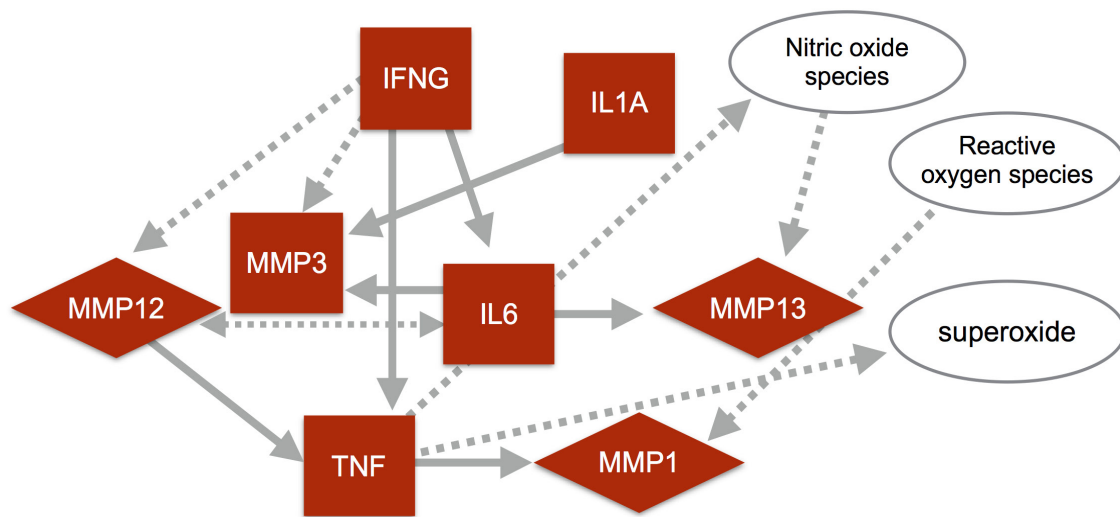 IFNG
IL1A
Nitric oxide
species
Reactive
oxygen species
MMP3
MMP12
IL6
MMP13
superoxide
TNF
MMP1